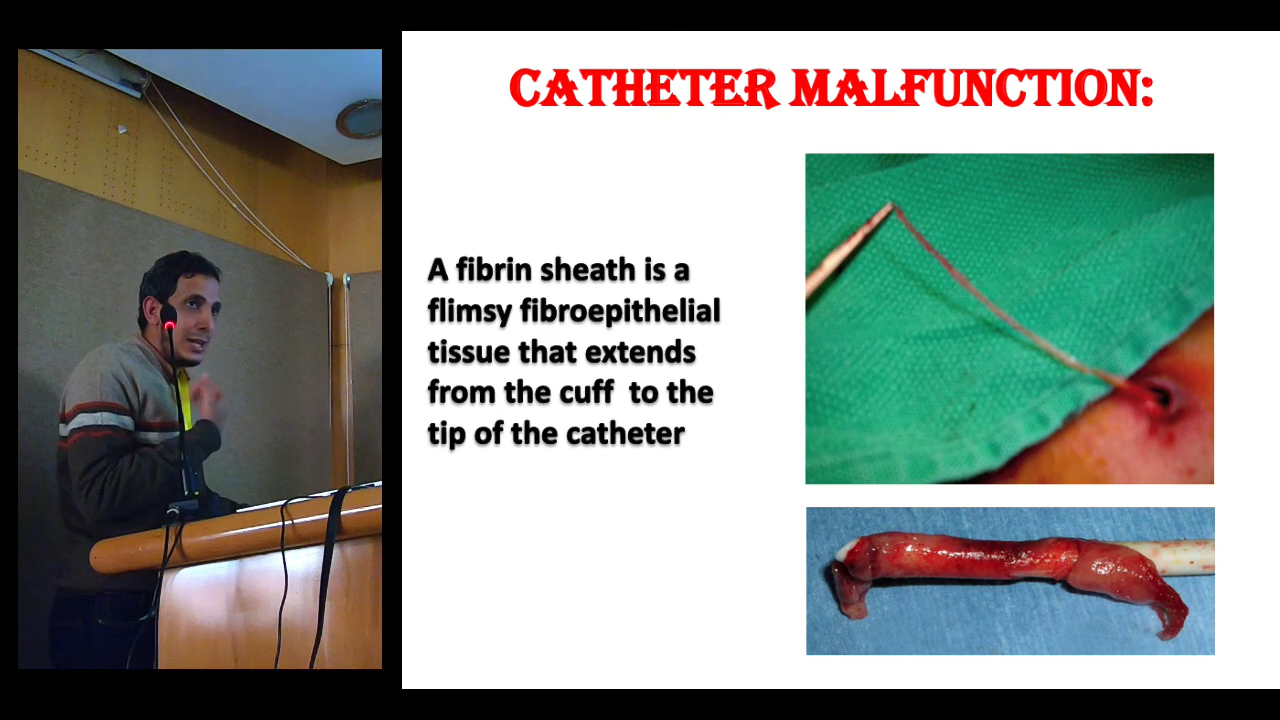 CATHETER MALFUNCTION:
A fibrin sheath is a
flimsy fibroepithelial
tissue that extends
from the cuff  to the
tip of the catheter